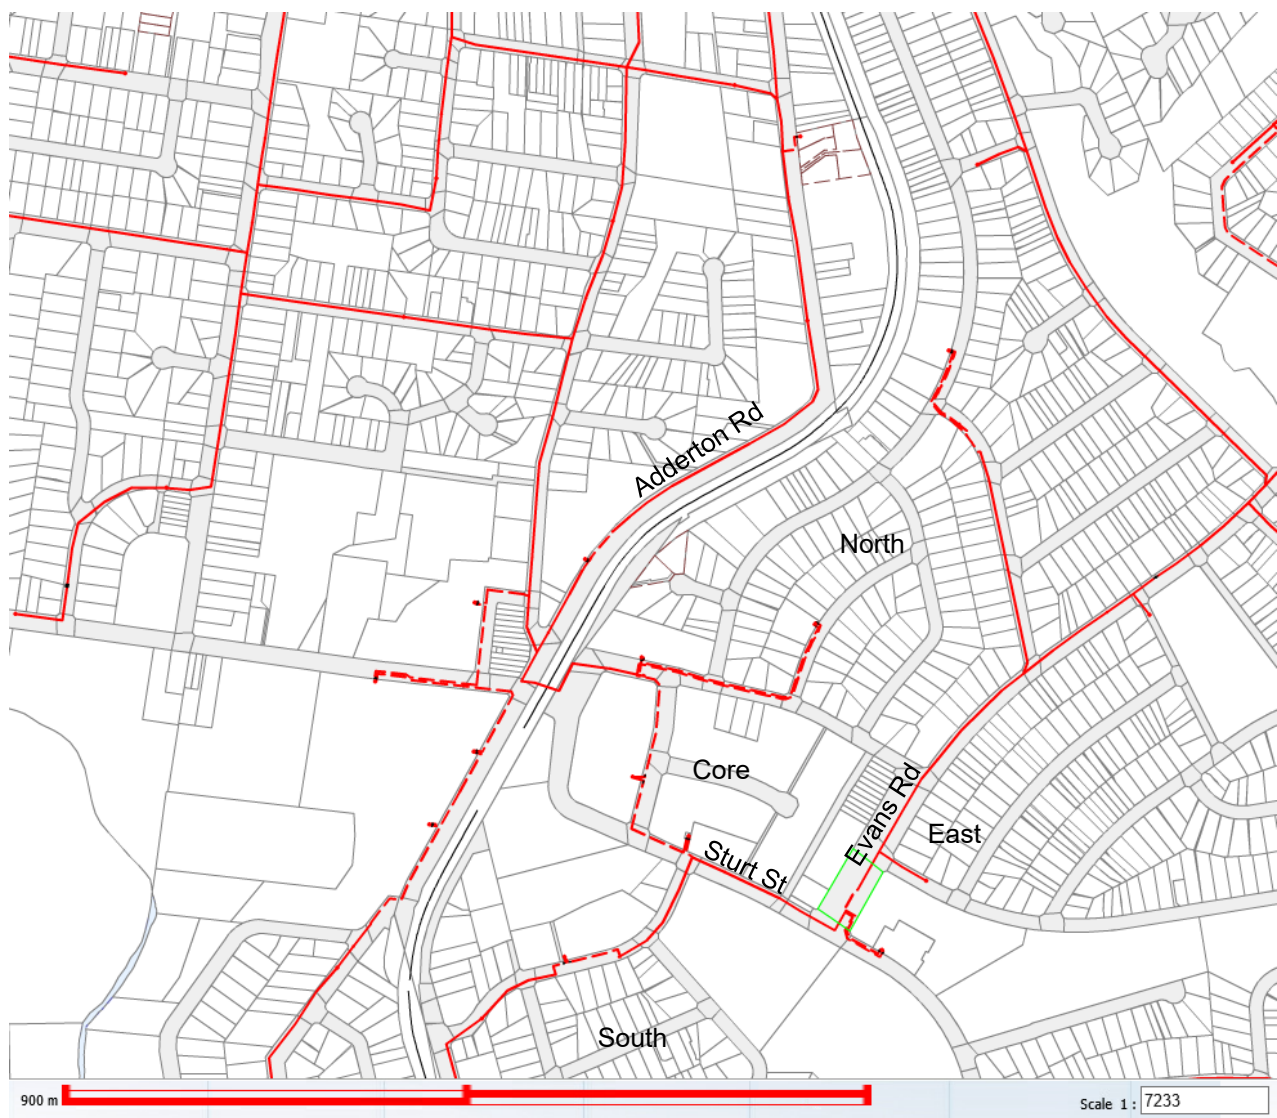 Adderton Rd
North
Core
Evans Rd
East
Sturt St
South
900 m
Scale 1 : 7233